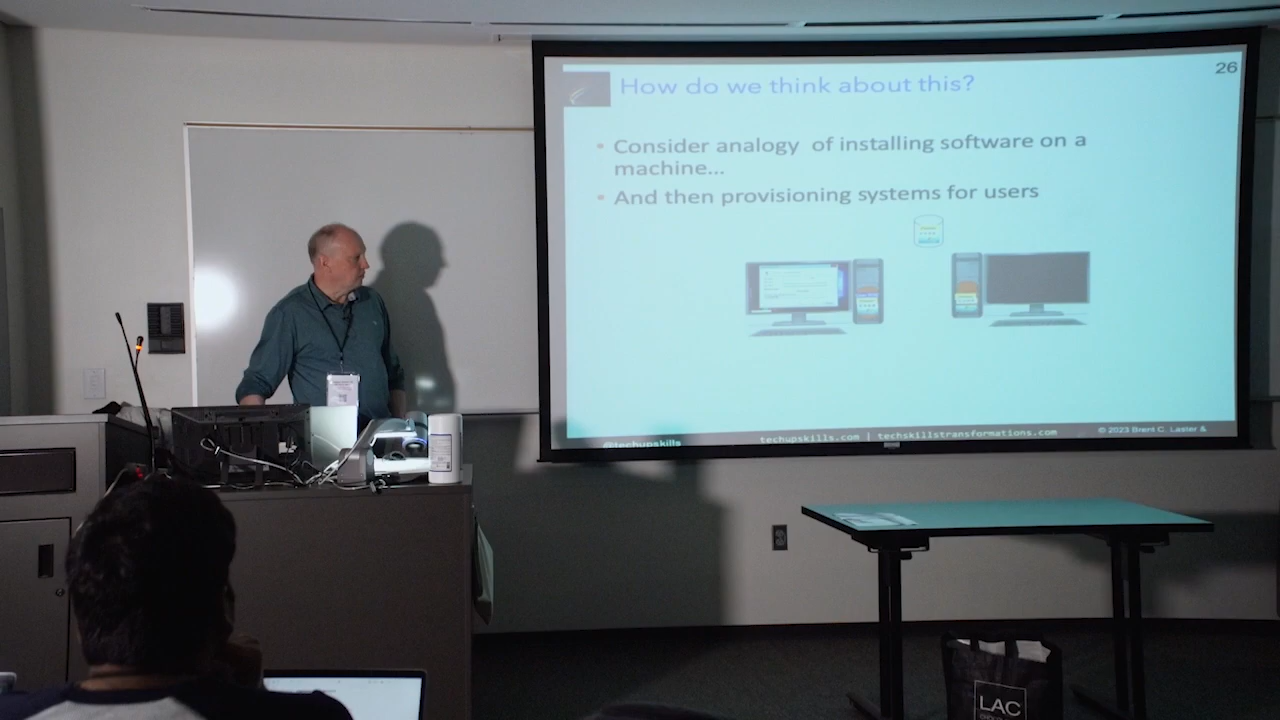 26
How do we think about this?
• Consider analogy of installing software on a
machine...
• And then provisioning systems for users
@techupskills
techupskills.com | techskillstransformations.com
© 2023 Brent C. Laster &
LAC